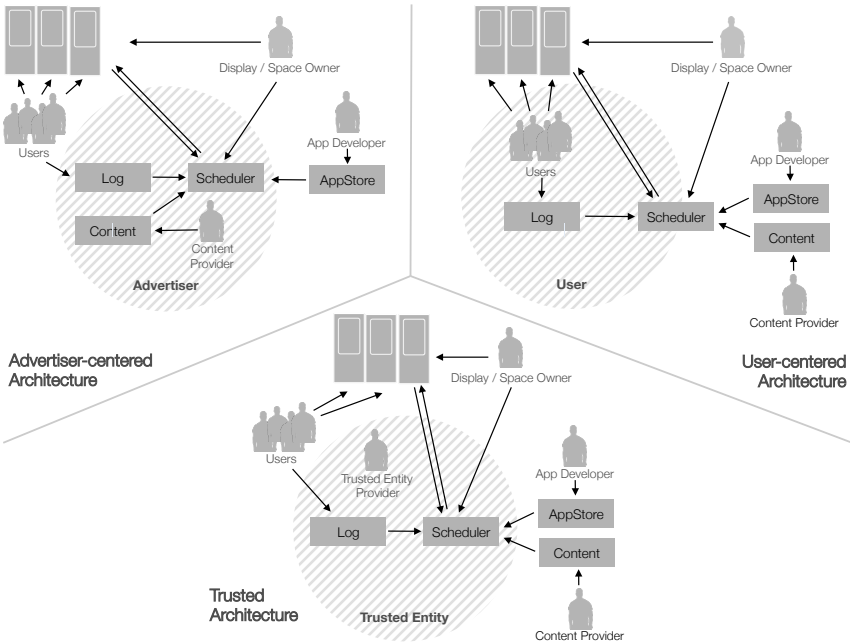 Display / Space Owner
Users
App Developer
Log
Scheduler
AppStore
Content
Content
Provider
Advertiser
Advertiser-centered
Architecture
Display / Space Owner
Users
App Developer
Log
Scheduler
AppStore
Content
User
Content Provider
User-centered
Architecture
Display / Space Owner
Users
Trusted Entity
Provider
App Developer
Log
Scheduler
AppStore
Content
Trusted
Architecture
Trusted Entity
Content Provider